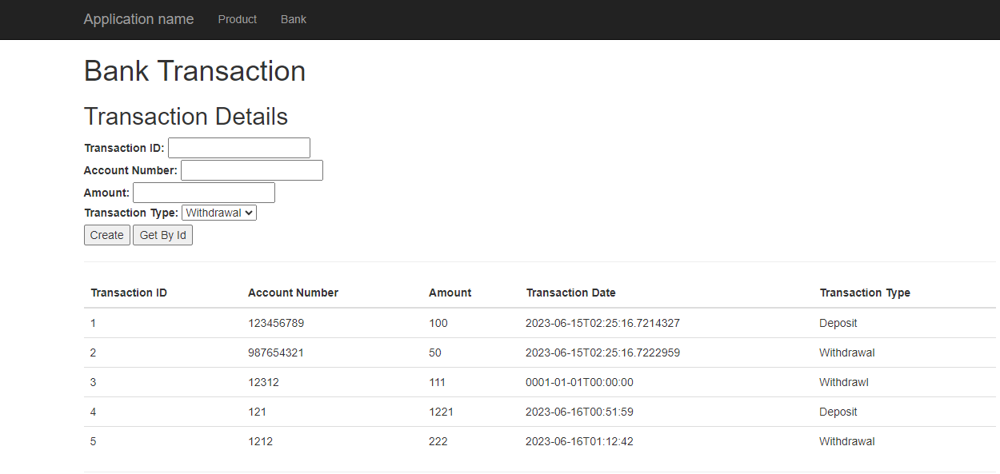 Application name Product Bank
Bank Transaction
Transaction Details
Transaction ID:
Account Number:
Amount:
Transaction Type: Withdrawal
Create Get By Id
Transaction ID Account Number Amount Transaction Date Transaction Type
1 123456789 100 2023-06-15T02:25:16.7214327 Deposit
2 987654321 50 2023-06-15T02:25:16.7222959 Withdrawal
3 12312 111 0001-01-01T00:00:00 Withdrawl
4 121 1221 2023-06-16T00:51:59 Deposit
5 1212 222 2023-06-16T01:12:42 Withdrawal